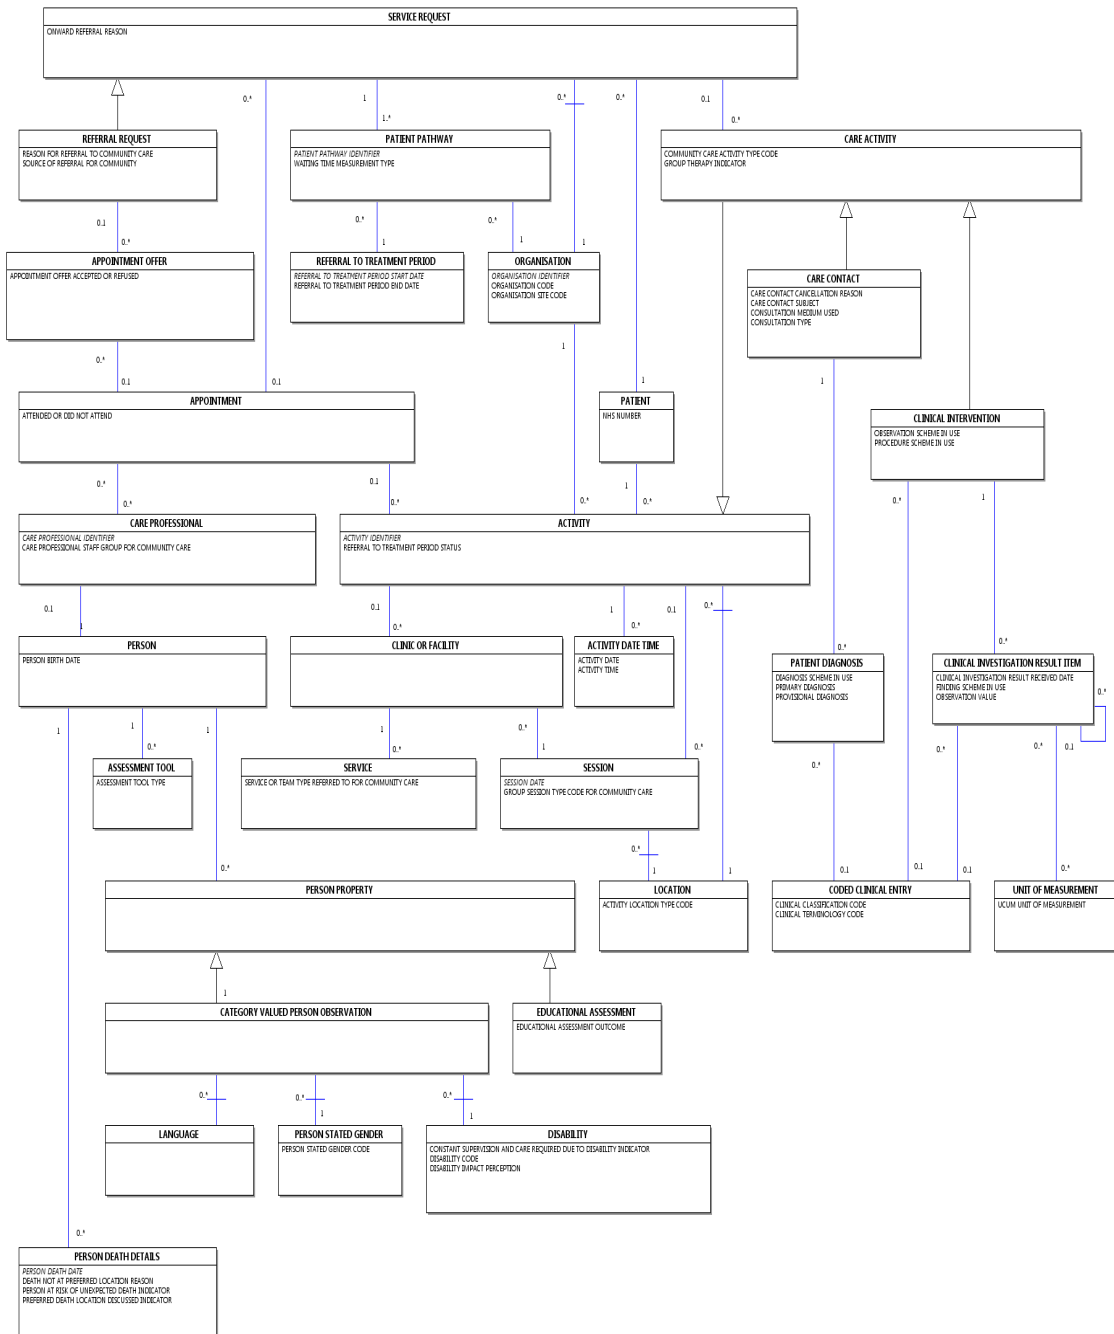 SERVICE REQUEST
ONWARD REFERRAL REASON
0..*
1
0..*
0..*
0..1
1..*
0..*
REFERRAL REQUEST
REASON FOR REFERRAL TO COMMUNITY CARE
SOURCE OF REFERRAL FOR COMMUNITY
PATIENT PATHWAY
PATIENT PATHWAY IDENTIFIER
WAITING TIME MEASUREMENT TYPE
CARE ACTIVITY
COMMUNITY CARE ACTIVITY TYPE CODE
GROUP THERAPY INDICATOR
0..1
0..*
0..*
0..*
1
1
1
APPOINTMENT OFFER
APPOINTMENT OFFER ACCEPTED OR REFUSED
REFERRAL TO TREATMENT PERIOD
REFERRAL TO TREATMENT PERIOD START DATE
REFERRAL TO TREATMENT PERIOD END DATE
ORGANISATION
ORGANISATION IDENTIFIER
ORGANISATION CODE
ORGANISATION SITE CODE
CARE CONTACT
CARE CONTACT CANCELLATION REASON
CARE CONTACT SUBJECT
CONSULTATION MEDIUM USED
CONSULTATION TYPE
0..*
1
0..1
0..1
1
1
APPOINTMENT
ATTENDED OR DID NOT ATTEND
PATIENT
NHS NUMBER
CLINICAL INTERVENTION
OBSERVATION SCHEME IN USE
PROCEDURE SCHEME IN USE
0..*
0..1
1
0..*
1
0..*
0..*
0..*
0..*
CARE PROFESSIONAL
CARE PROFESSIONAL IDENTIFIER
CARE PROFESSIONAL STAFF GROUP FOR COMMUNITY CARE
ACTIVITY
ACTIVITY IDENTIFIER
REFERRAL TO TREATMENT PERIOD STATUS
0..1
0..1
1
0..1
0..*
1
0..*
0..*
0..*
0..*
PERSON
PERSON BIRTH DATE
CLINIC OR FACILITY
ACTIVITY DATE TIME
ACTIVITY DATE
ACTIVITY TIME
PATIENT DIAGNOSIS
DIAGNOSIS SCHEME IN USE
PRIMARY DIAGNOSIS
PROVISIONAL DIAGNOSIS
CLINICAL INVESTIGATION RESULT ITEM
CLINICAL INVESTIGATION RESULT RECEIVED DATE
FINDING SCHEME IN USE
OBSERVATION VALUE
0..*
1
1
1
1
0..*
0..*
0..*
1
0..*
0..*
0..*
0..1
0..*
ASSESSMENT TOOL
ASSESSMENT TOOL TYPE
SERVICE
SERVICE OR TEAM TYPE REFERRED TO FOR COMMUNITY CARE
SESSION
SESSION DATE
GROUP SESSION TYPE CODE FOR COMMUNITY CARE
0..*
0..*
1
1
0..1
0..1
0..1
0..*
PERSON PROPERTY
LOCATION
ACTIVITY LOCATION TYPE CODE
CODED CLINICAL ENTRY
CLINICAL CLASSIFICATION CODE
CLINICAL TERMINOLOGY CODE
UNIT OF MEASUREMENT
UCUM UNIT OF MEASUREMENT
1
CATEGORY VALUED PERSON OBSERVATION
EDUCATIONAL ASSESSMENT
EDUCATIONAL ASSESSMENT OUTCOME
0..*
0..*
0..*
1
1
LANGUAGE
PERSON STATED GENDER
PERSON STATED GENDER CODE
DISABILITY
CONSTANT SUPERVISION AND CARE REQUIRED DUE TO DISABILITY INDICATOR
DISABILITY CODE
DISABILITY IMPACT PERCEPTION
0..*
PERSON DEATH DETAILS
PERSON DEATH DATE
DEATH NOT AT PREFERRED LOCATION REASON
PERSON AT RISK OF UNEXPECTED DEATH INDICATOR
PREFERRED DEATH LOCATION DISCUSSED INDICATOR